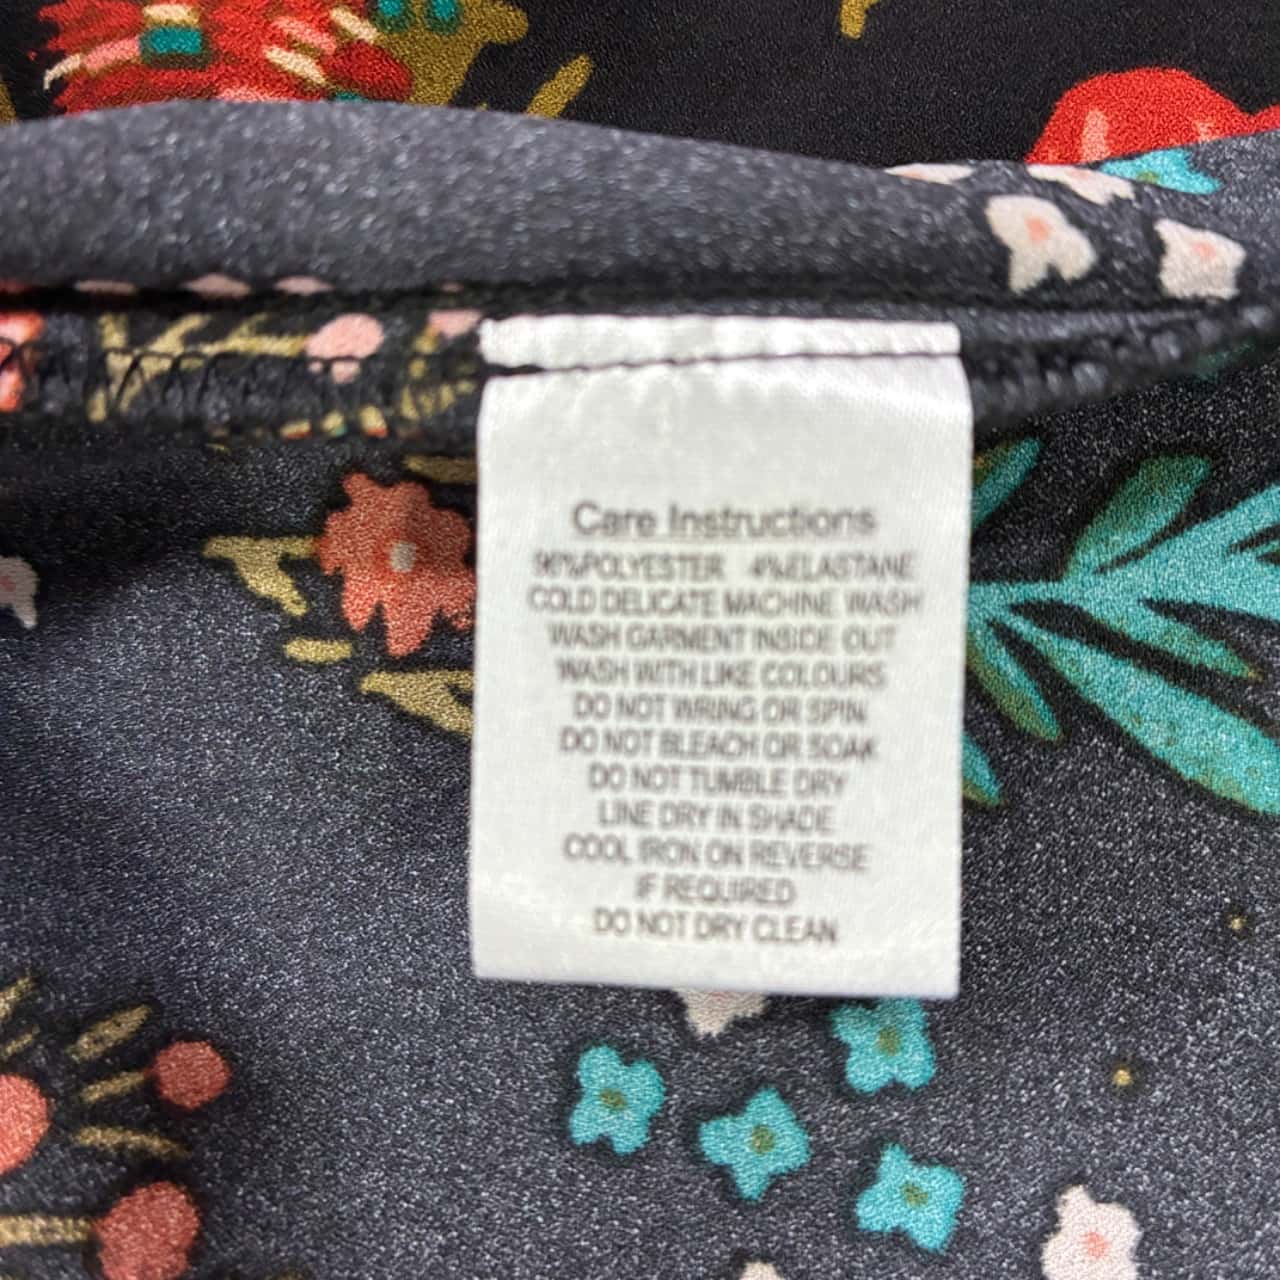 Care Instructions
96%POLYESTER 4%ELASTANE
COLD DELICATE MACHINE WASH
WASH GARMENT INSIDE OUT
WASH WITH LIKE COLOURS
DO NOT WRING OR SPIN
DO NOT BLEACH OR SOAK
DO NOT TUMBLE DRY
LINE DRY IN SHADE
COOL IRON ON REVERSE
IF REQUIRED
DO NOT DRY CLEAN